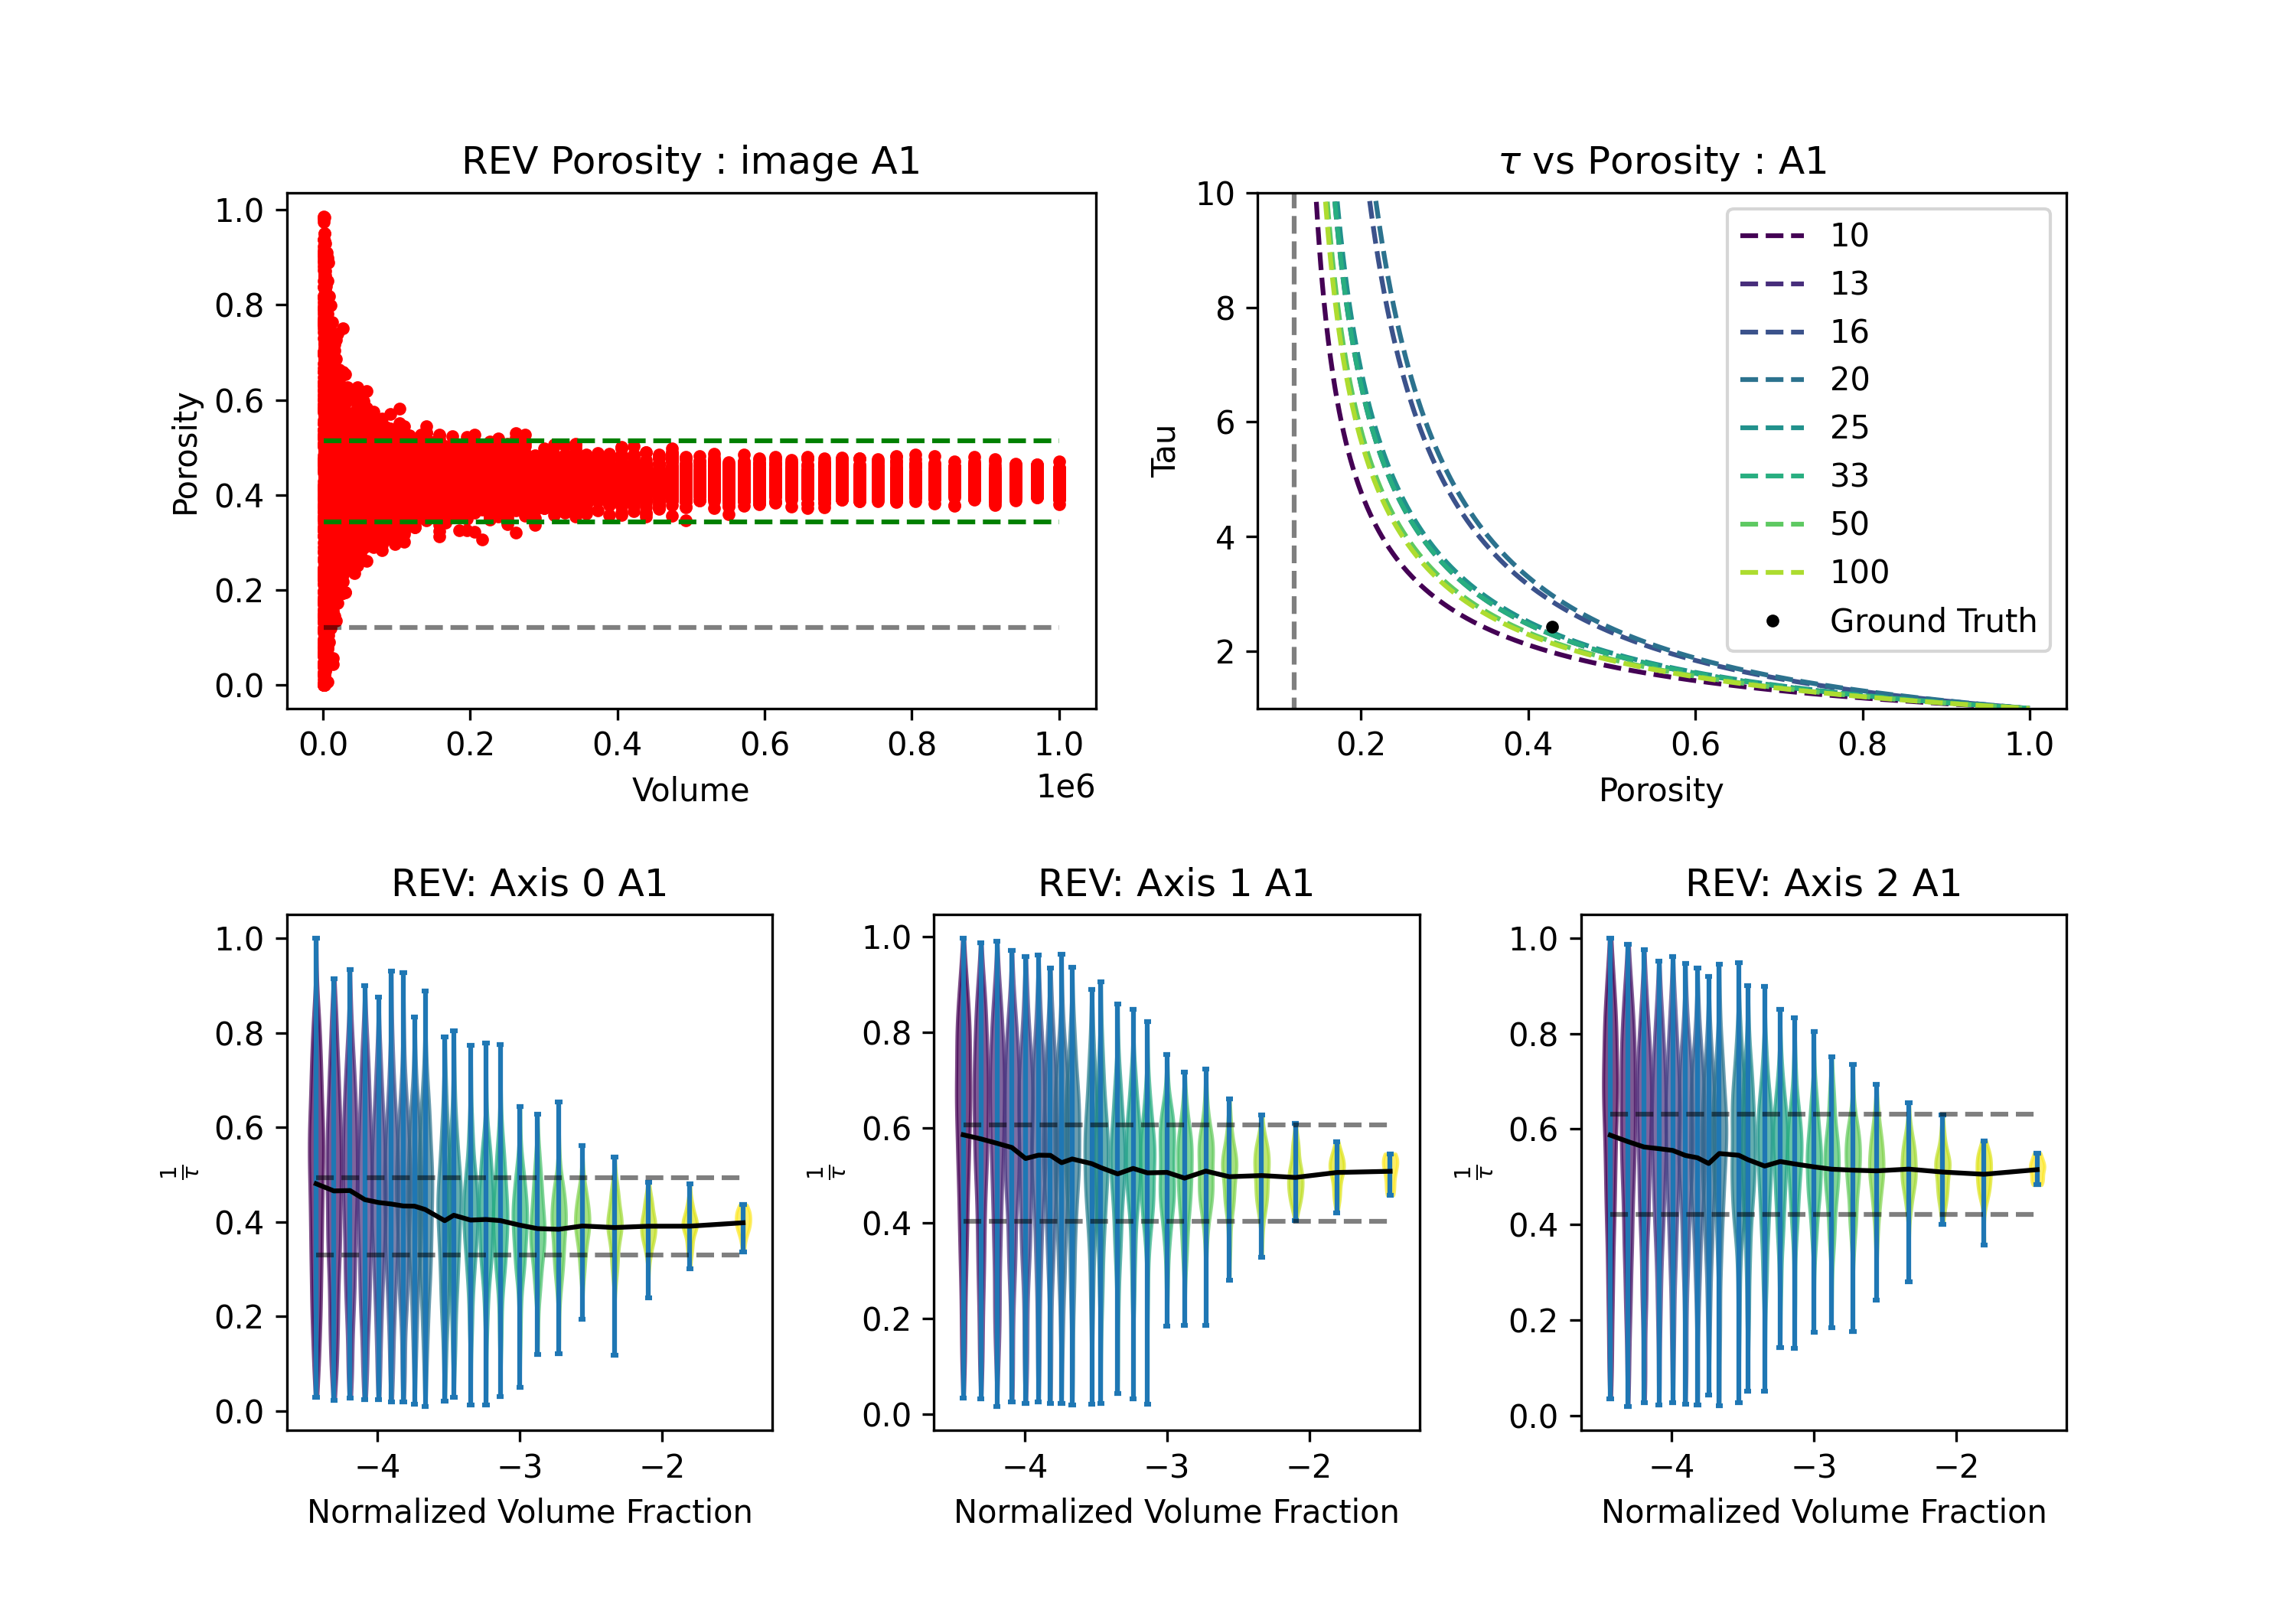 REV Porosity : image A1
1.0
0.8
0.6
0.4
0.2
0.0
Porosity
0.0 0.2 0.4 0.6 0.8 1.0
1e6
Volume
τ vs Porosity : A1
10
8
6
4
2
Tau
0.2 0.4 0.6 0.8 1.0
Porosity
10
13
16
20
25
33
50
100
Ground Truth
REV: Axis 0 A1
1.0
0.8
0.6
0.4
0.2
0.0
1/τ
−4 −3 −2
Normalized Volume Fraction
REV: Axis 1 A1
1.0
0.8
0.6
0.4
0.2
0.0
1/τ
−4 −3 −2
Normalized Volume Fraction
REV: Axis 2 A1
1.0
0.8
0.6
0.4
0.2
0.0
1/τ
−4 −3 −2
Normalized Volume Fraction